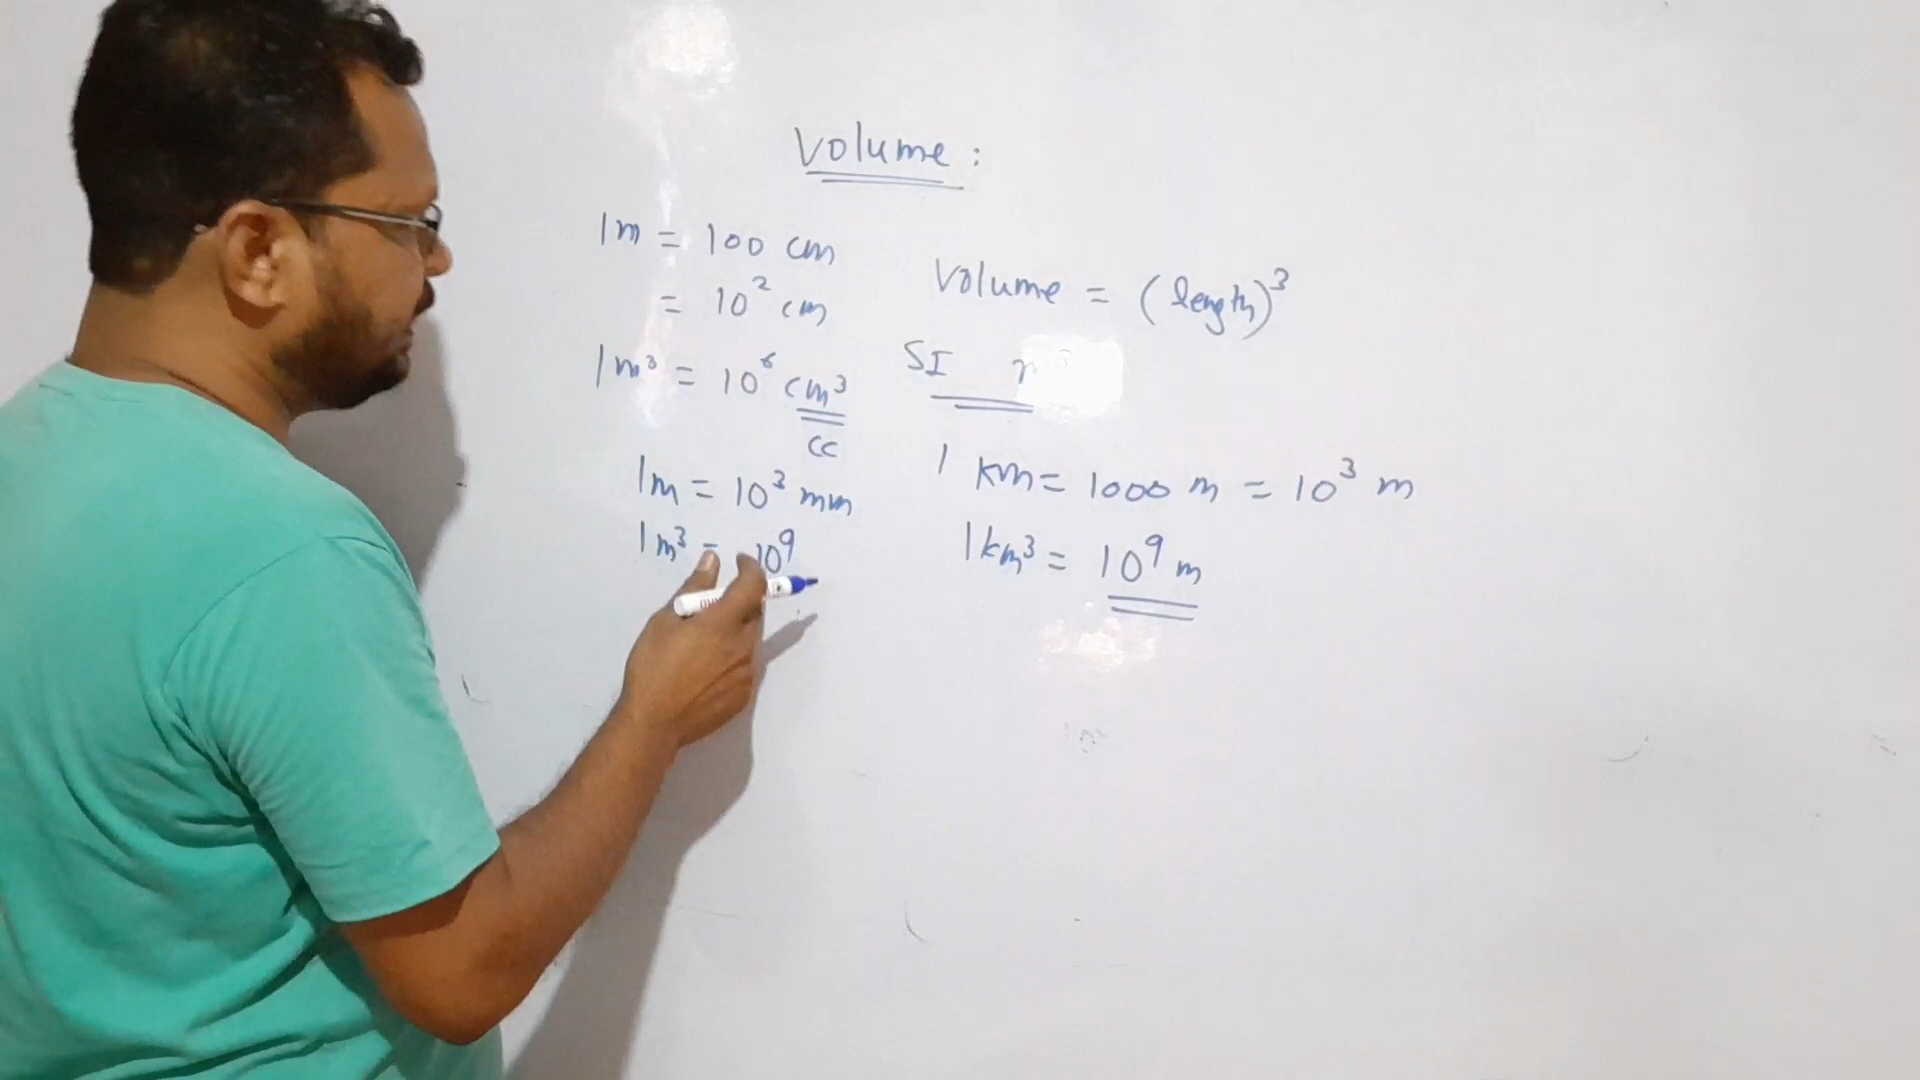 Volume :
1m = 100 cm
= 10² cm
1m³ = 10⁶ cm³
cc
1m = 10³ mm
1m³ = 10⁹
Volume = (length)³
SI m³
1 km = 1000 m = 10³ m
1km³ = 10⁹ m